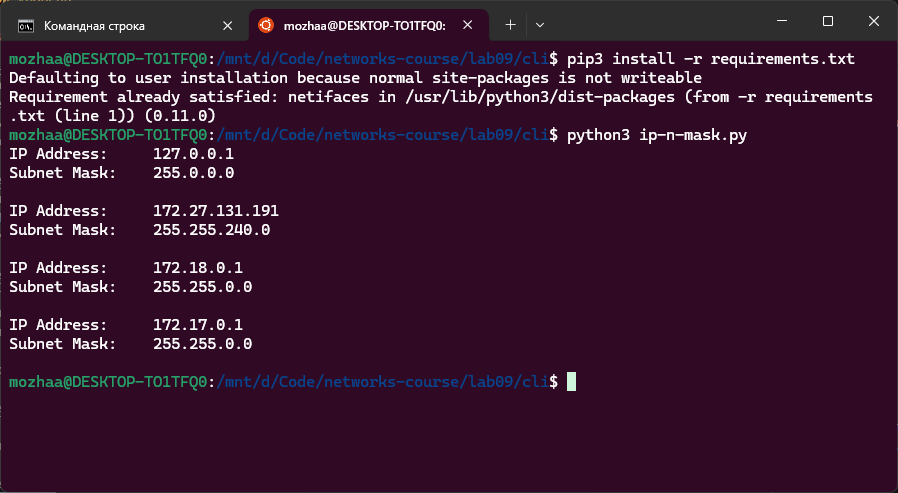 Командная строка
mozhaa@DESKTOP-TO1TFQ0:
mozhaa@DESKTOP-TO1TFQ0:/mnt/d/Code/networks-course/lab09/cli$ pip3 install -r requirements.txt
Defaulting to user installation because normal site-packages is not writeable
Requirement already satisfied: netifaces in /usr/lib/python3/dist-packages (from -r requirements
.txt (line 1)) (0.11.0)
mozhaa@DESKTOP-TO1TFQ0:/mnt/d/Code/networks-course/lab09/cli$ python3 ip-n-mask.py
IP Address:     127.0.0.1
Subnet Mask:    255.0.0.0
IP Address:     172.27.131.191
Subnet Mask:    255.255.240.0
IP Address:     172.18.0.1
Subnet Mask:    255.255.0.0
IP Address:     172.17.0.1
Subnet Mask:    255.255.0.0
mozhaa@DESKTOP-TO1TFQ0:/mnt/d/Code/networks-course/lab09/cli$